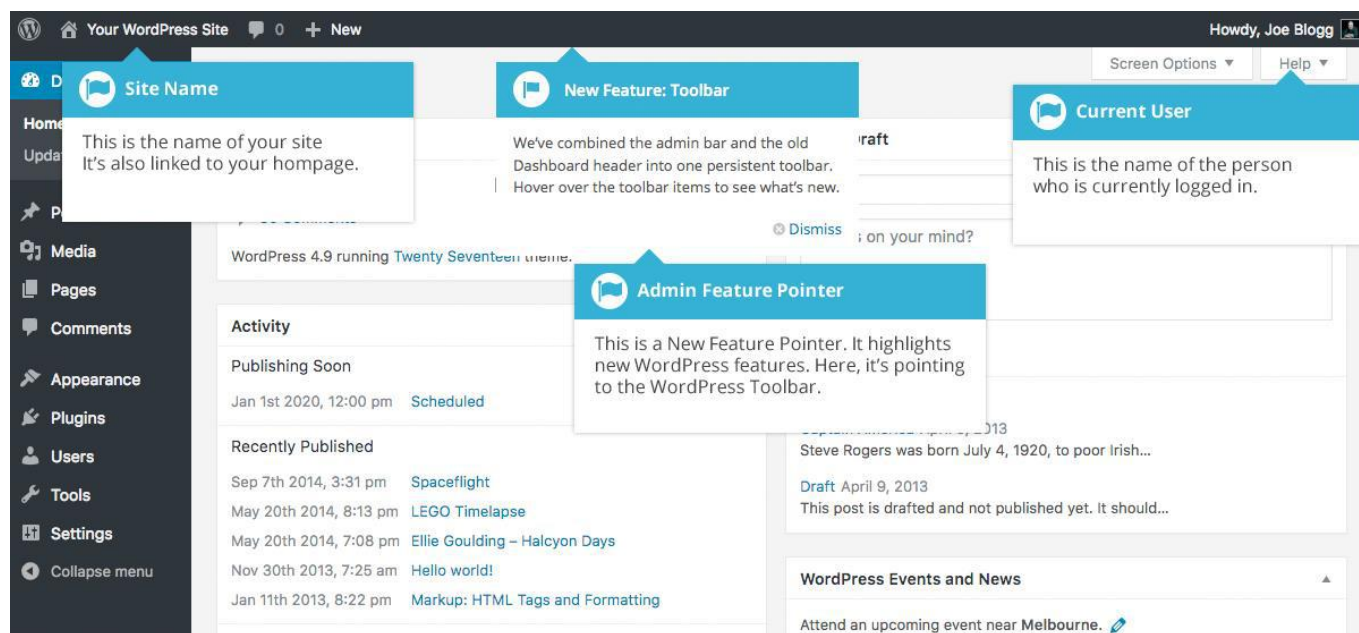 Your WordPress Site 0 New
Howdy, Joe Blogg
Screen Options
Help
Home
Media
Pages
Comments
Appearance
Plugins
Users
Tools
Settings
Collapse menu
Site Name
This is the name of your site
It's also linked to your hompage.
New Feature: Toolbar
We've combined the admin bar and the old
Dashboard header into one persistent toolbar.
Hover over the toolbar items to see what's new.
Dismiss
Current User
This is the name of the person
who is currently logged in.
on your mind?
WordPress 4.9 running Twenty Seventeen theme.
Admin Feature Pointer
This is a New Feature Pointer. It highlights
new WordPress features. Here, it's pointing
to the WordPress Toolbar.
Activity
Publishing Soon
Jan 1st 2020, 12:00 pm Scheduled
Recently Published
Sep 7th 2014, 3:31 pm Spaceflight
May 20th 2014, 8:13 pm LEGO Timelapse
May 20th 2014, 7:08 pm Ellie Goulding – Halcyon Days
Nov 30th 2013, 7:25 am Hello world!
Jan 11th 2013, 8:22 pm Markup: HTML Tags and Formatting
Steve Rogers was born July 4, 1920, to poor Irish...
Draft April 9, 2013
This post is drafted and not published yet. It should...
WordPress Events and News
Attend an upcoming event near Melbourne.